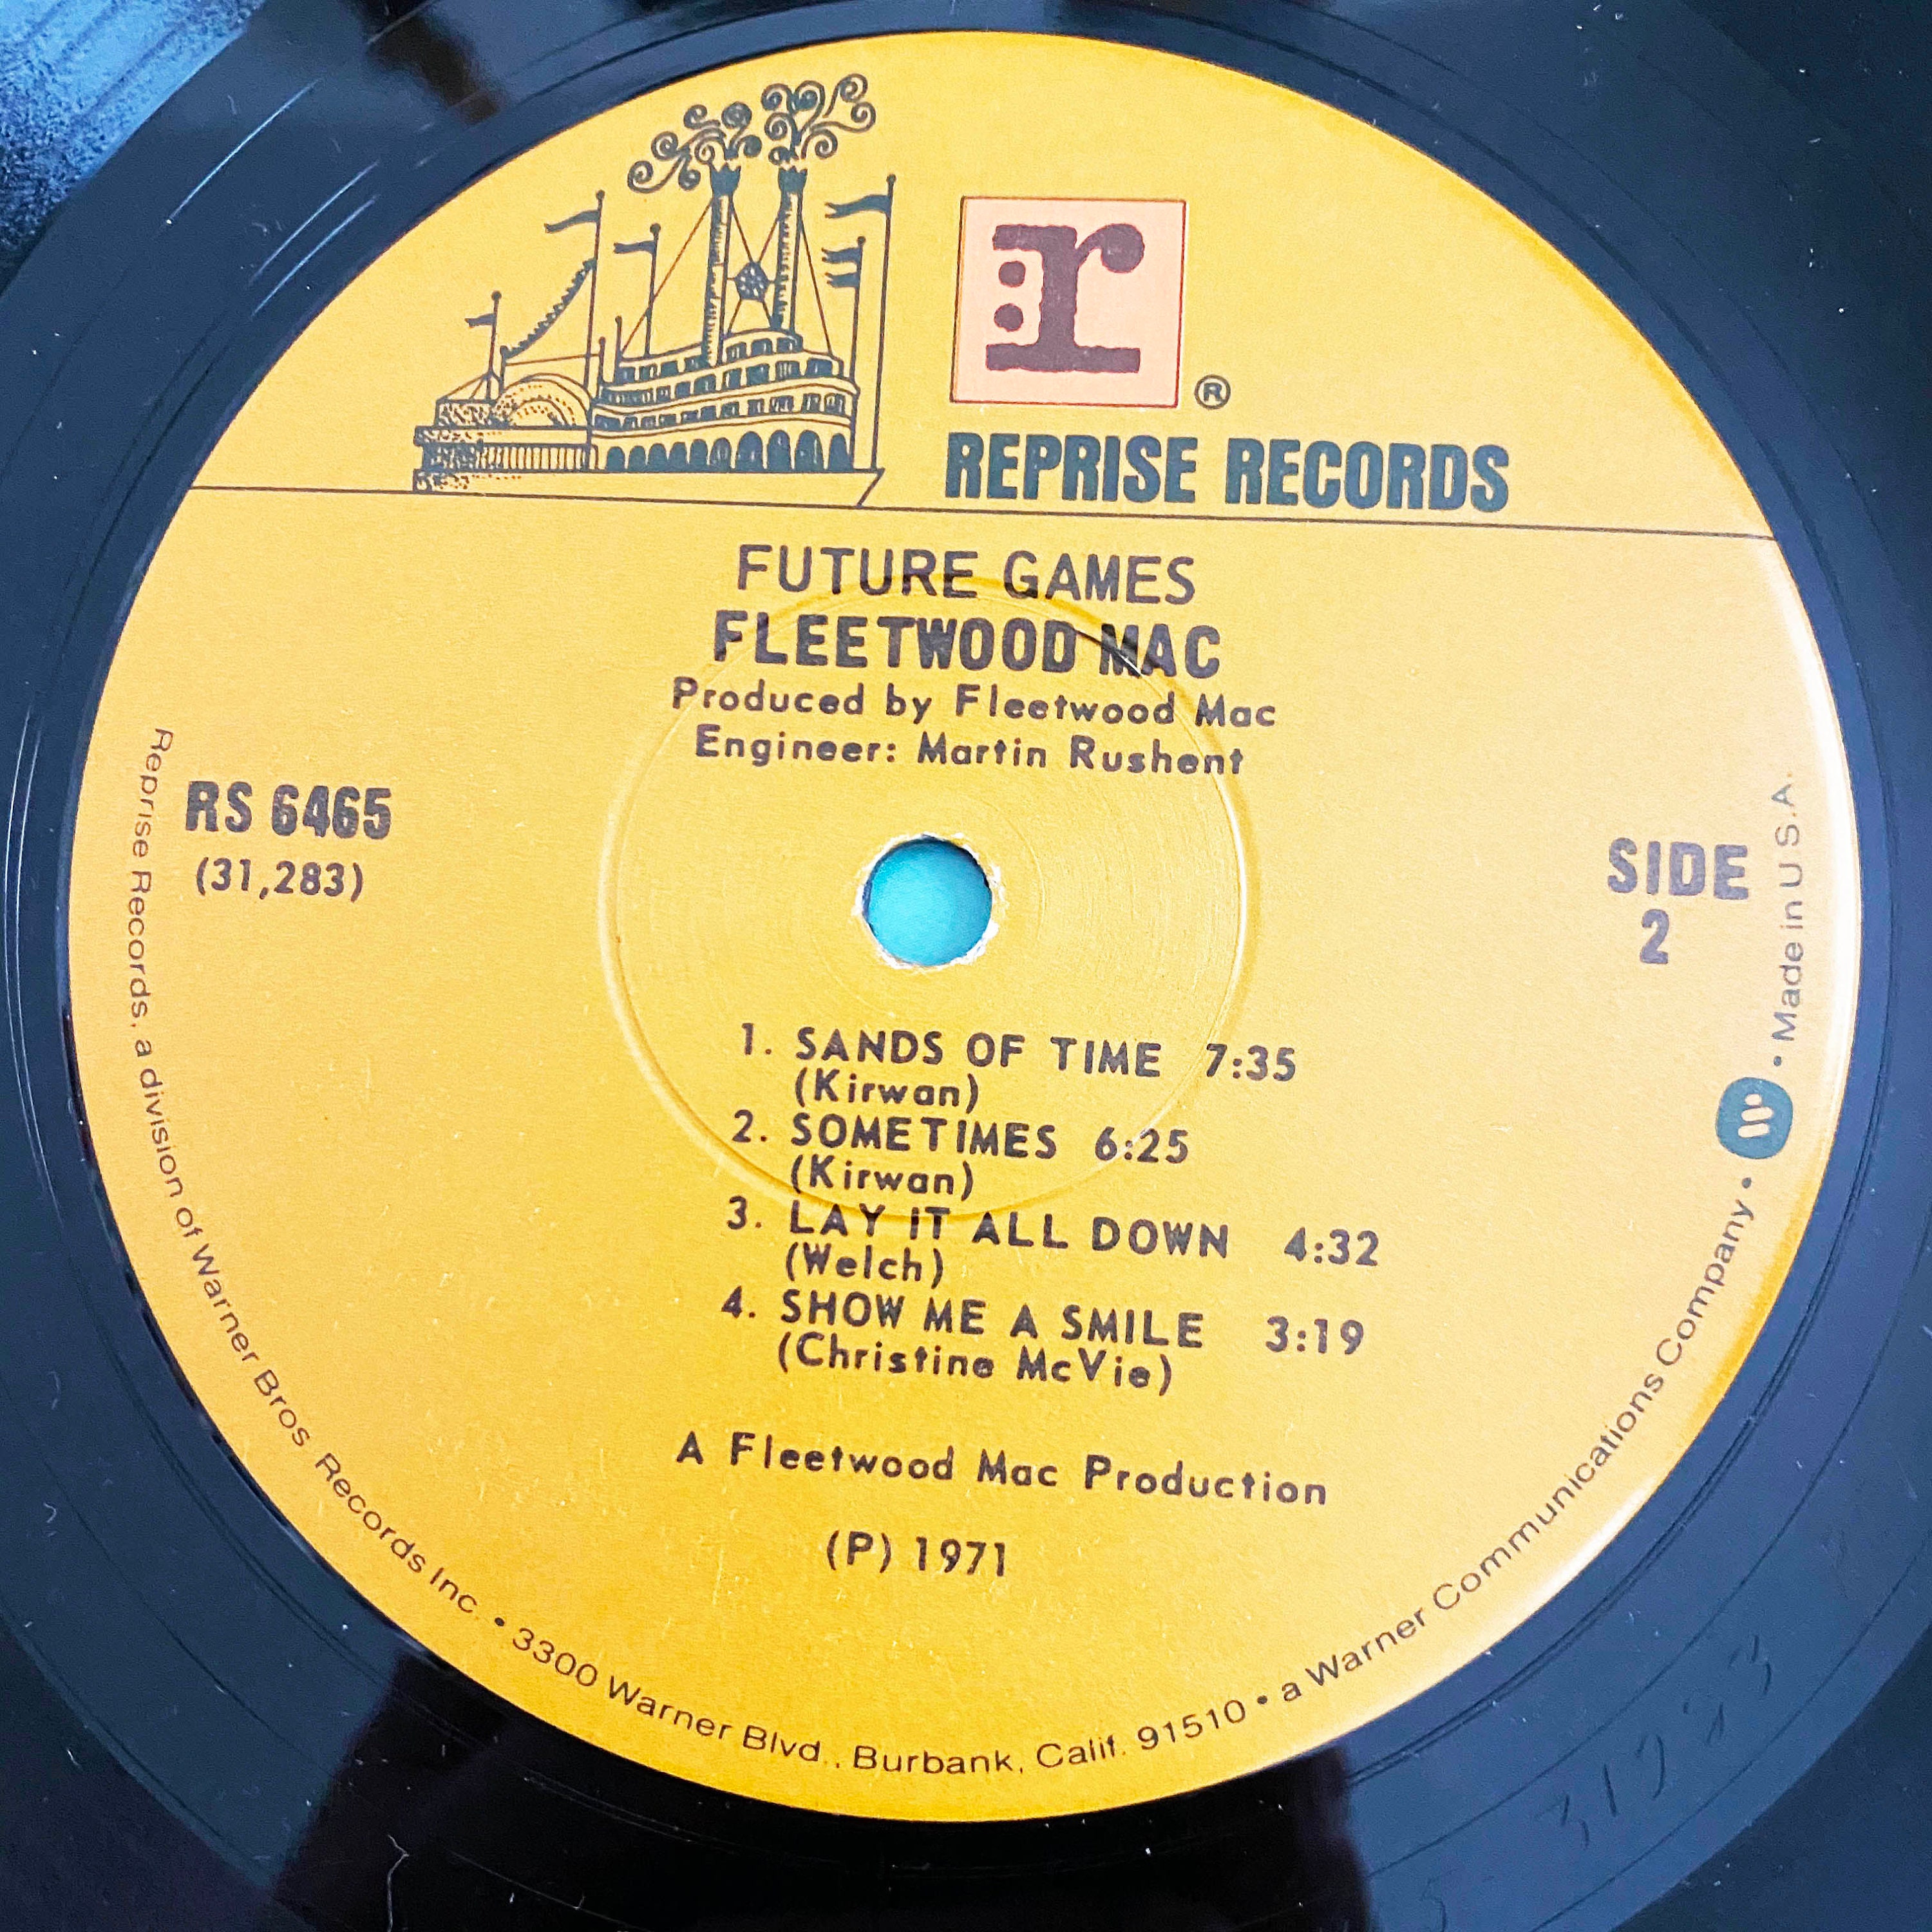 r
®
REPRISE RECORDS
FUTURE GAMES
FLEETWOOD MAC
Produced by Fleetwood Mac
Engineer: Martin Rushent
RS 6465
(31,283)
SIDE
2
1. SANDS OF TIME 7:35
(Kirwan)
2. SOMETIMES 6:25
(Kirwan)
3. LAY IT ALL DOWN 4:32
(Welch)
4. SHOW ME A SMILE 3:19
(Christine McVie)
A Fleetwood Mac Production
(P) 1971
Reprise Records, a division of Warner Bros. Records Inc. • 3300 Warner Blvd., Burbank, Calif. 91510 • a Warner Communications Company • W • Made in U.S.A.